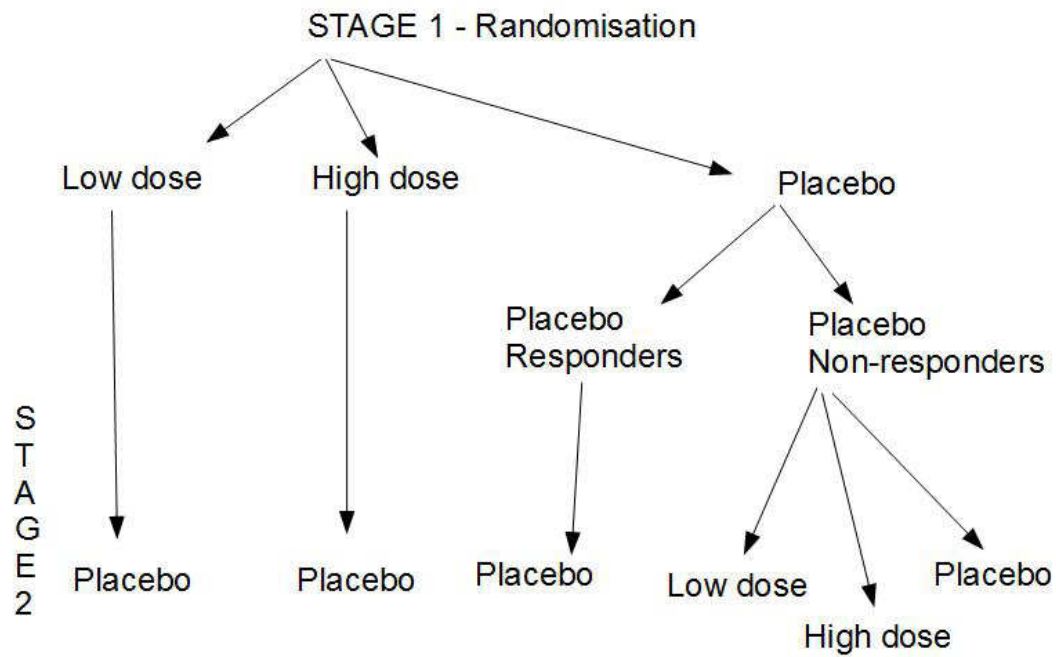 STAGE 1 - Randomisation
Low dose
High dose
Placebo
Placebo
Responders
Placebo
Non-responders
S
T
A
G
E
2
Placebo
Placebo
Placebo
Low dose
High dose
Placebo